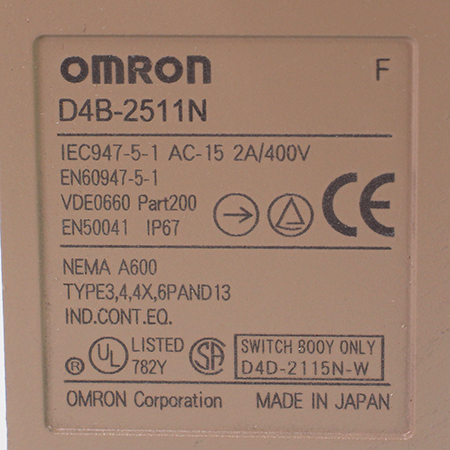 OMRON F
D4B-2511N
IEC947-5-1 AC-15 2A/400V
EN60947-5-1
VDE0660 Part200
EN50041 IP67
CE
NEMA A600
TYPE3,4,4X,6PAND13
IND.CONT.EQ.
® UL LISTED 782Y SA
SWITCH BODY ONLY
D4D-2115N-W
OMRON Corporation MADE IN JAPAN